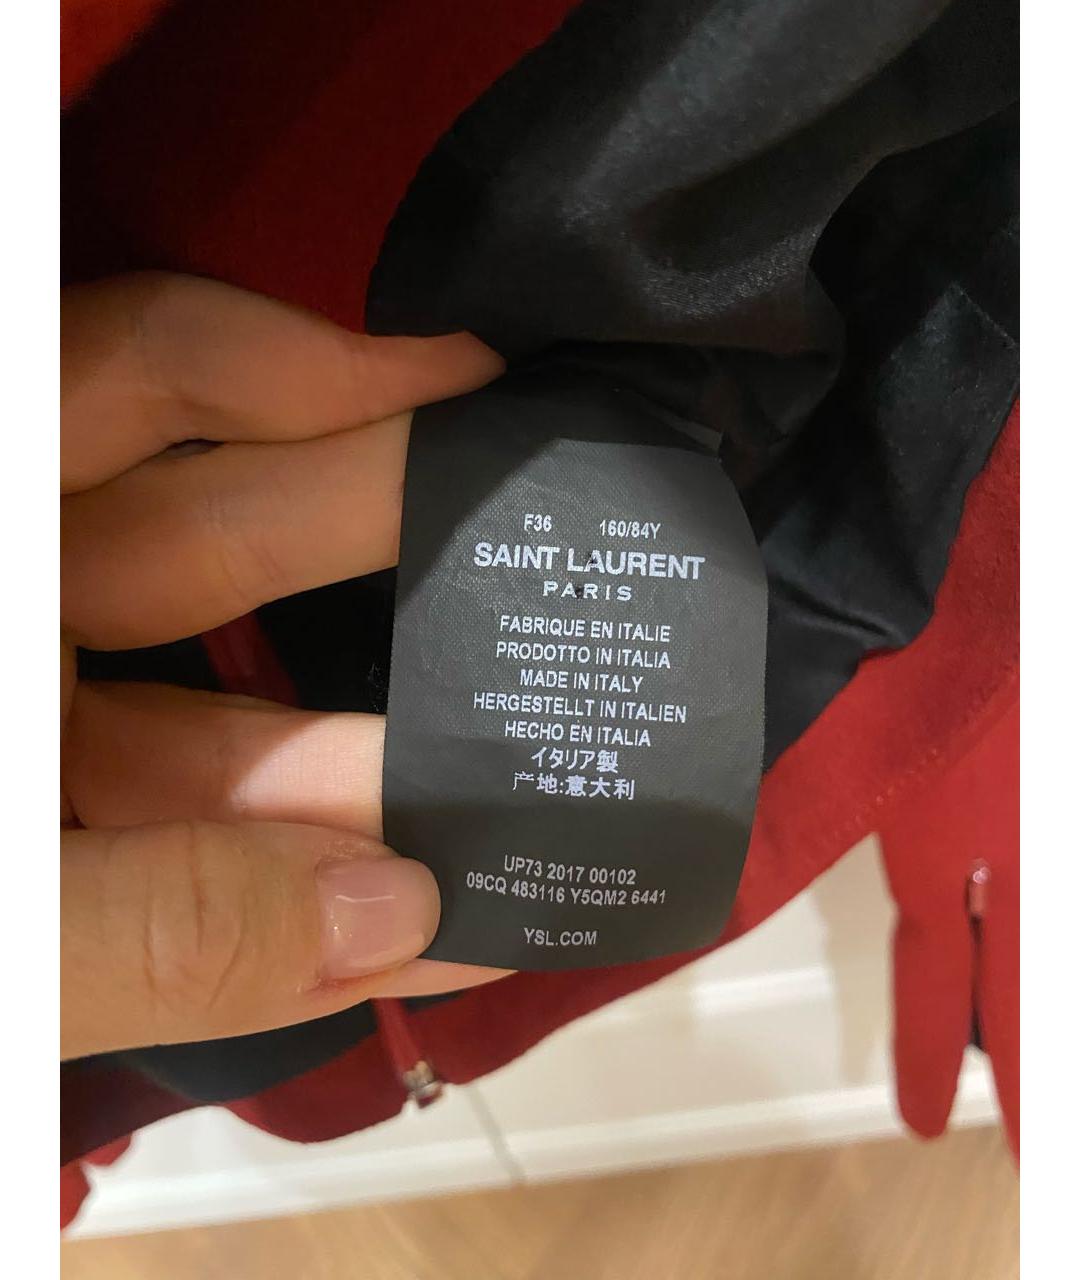 F36 160/84Y
SAINT LAURENT
PARIS
FABRIQUE EN ITALIE
PRODOTTO IN ITALIA
MADE IN ITALY
HERGESTELLT IN ITALIEN
HECHO EN ITALIA
イタリア製
产地:意大利
UP73 2017 00102
09CQ 483116 Y5QM2 6441
YSL.COM